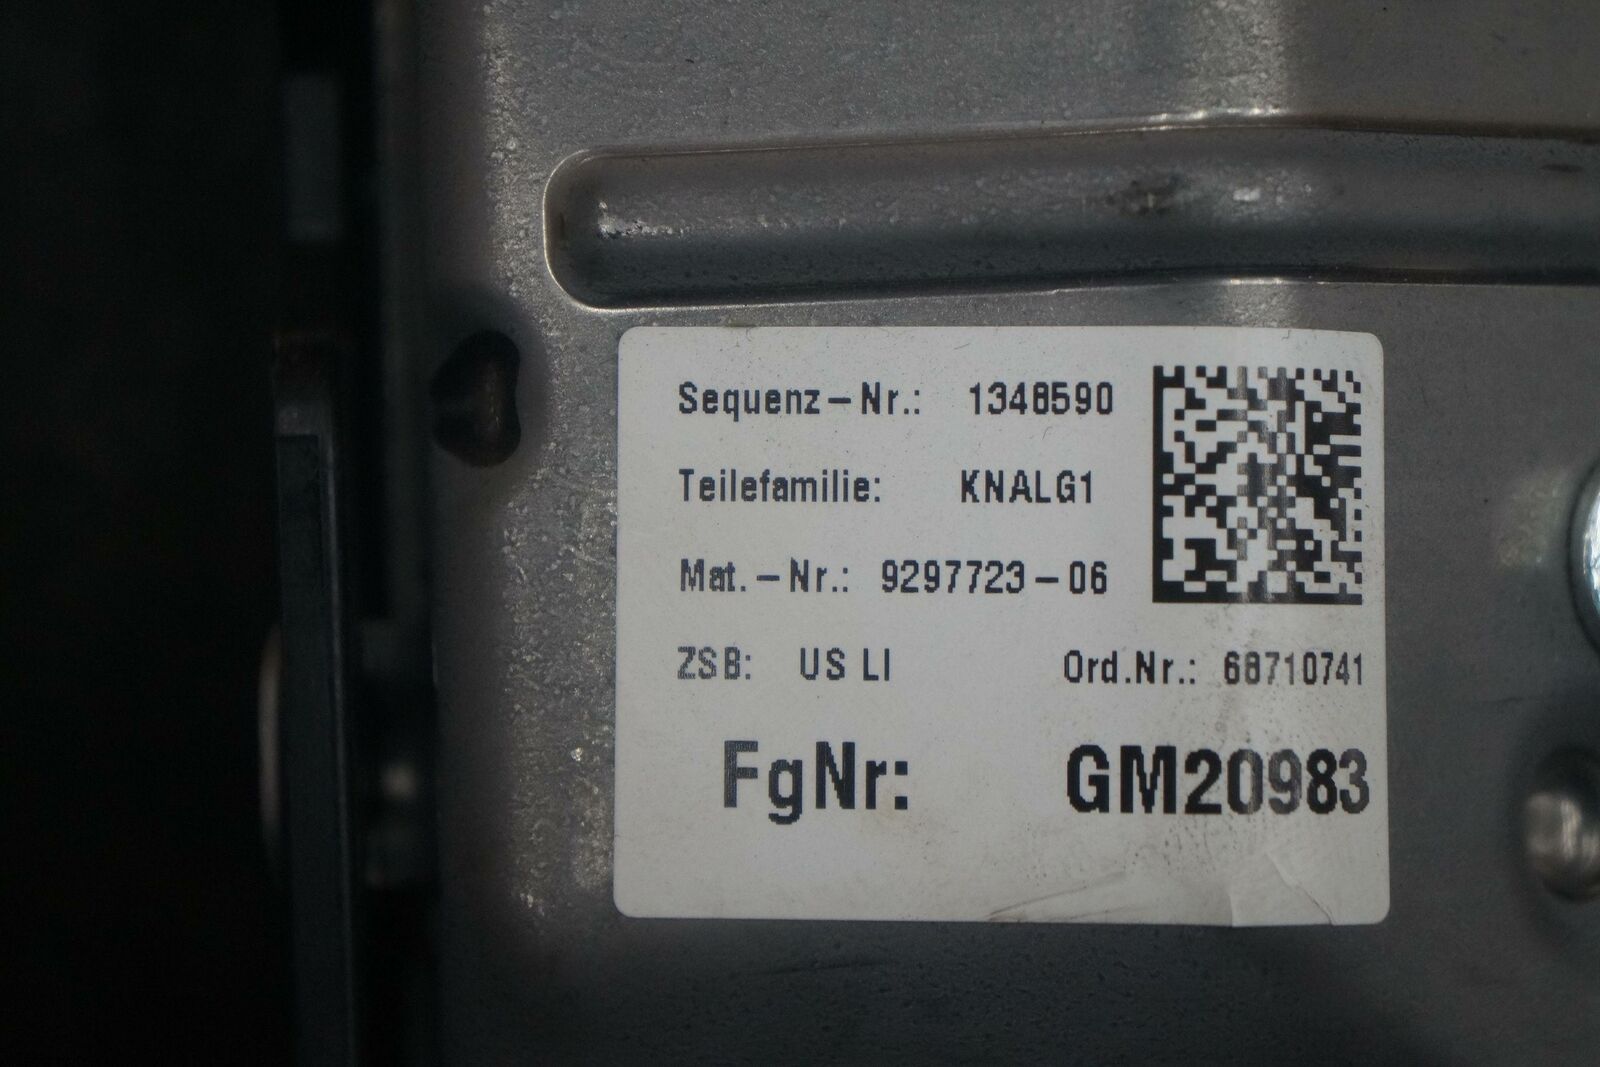 Sequenz-Nr.: 1348590
Teilefamilie: KNALG1
Mat.-Nr.: 9297723-06
ZSB: US LI Ord.Nr.: 68710741
FgNr: GM20983